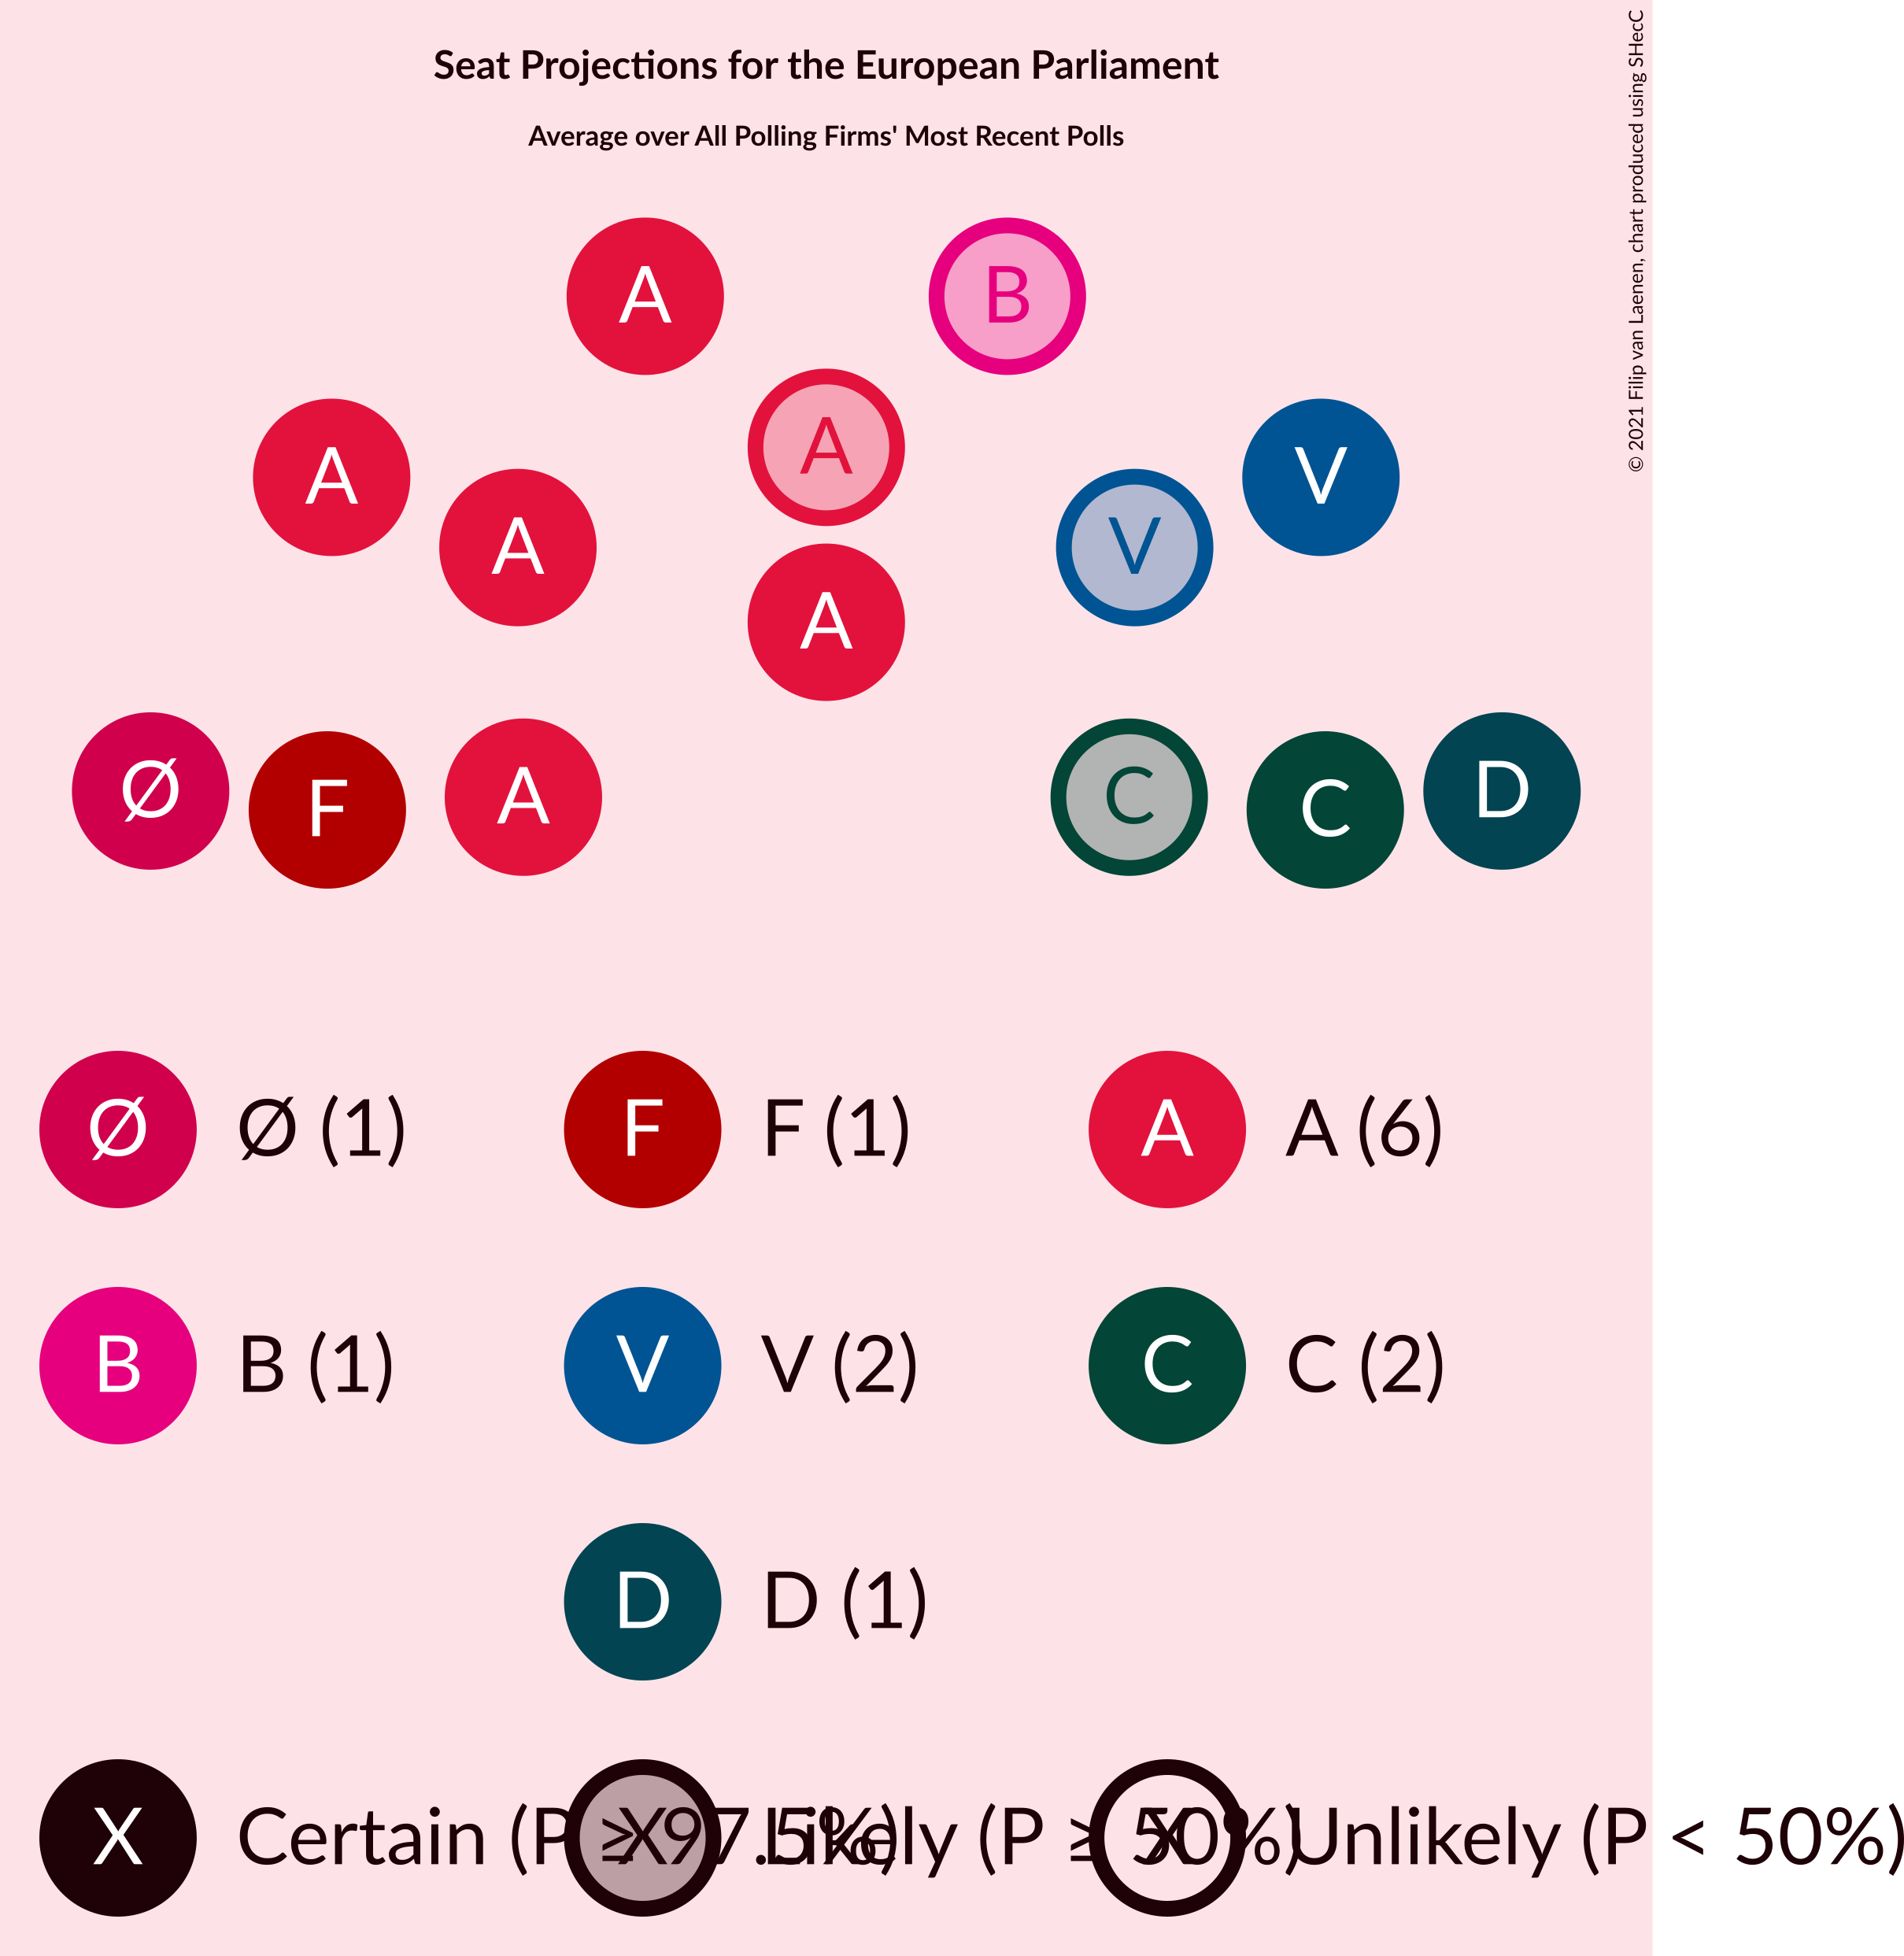 Seat Projections for the European Parliament
Average over All Polling Firms' Most Recent Polls
© 2021 Filip van Laenen, chart produced using SHecC
A B
A
A V
A V
A
Ø F A C C D
Ø Ø (1) F F (1) A A (6)
B B (1) V V (2) C C (2)
D D (1)
X Certain (P ≥ 97.5%) X Likely (P ≥ 50%) X Unlikely (P < 50%)